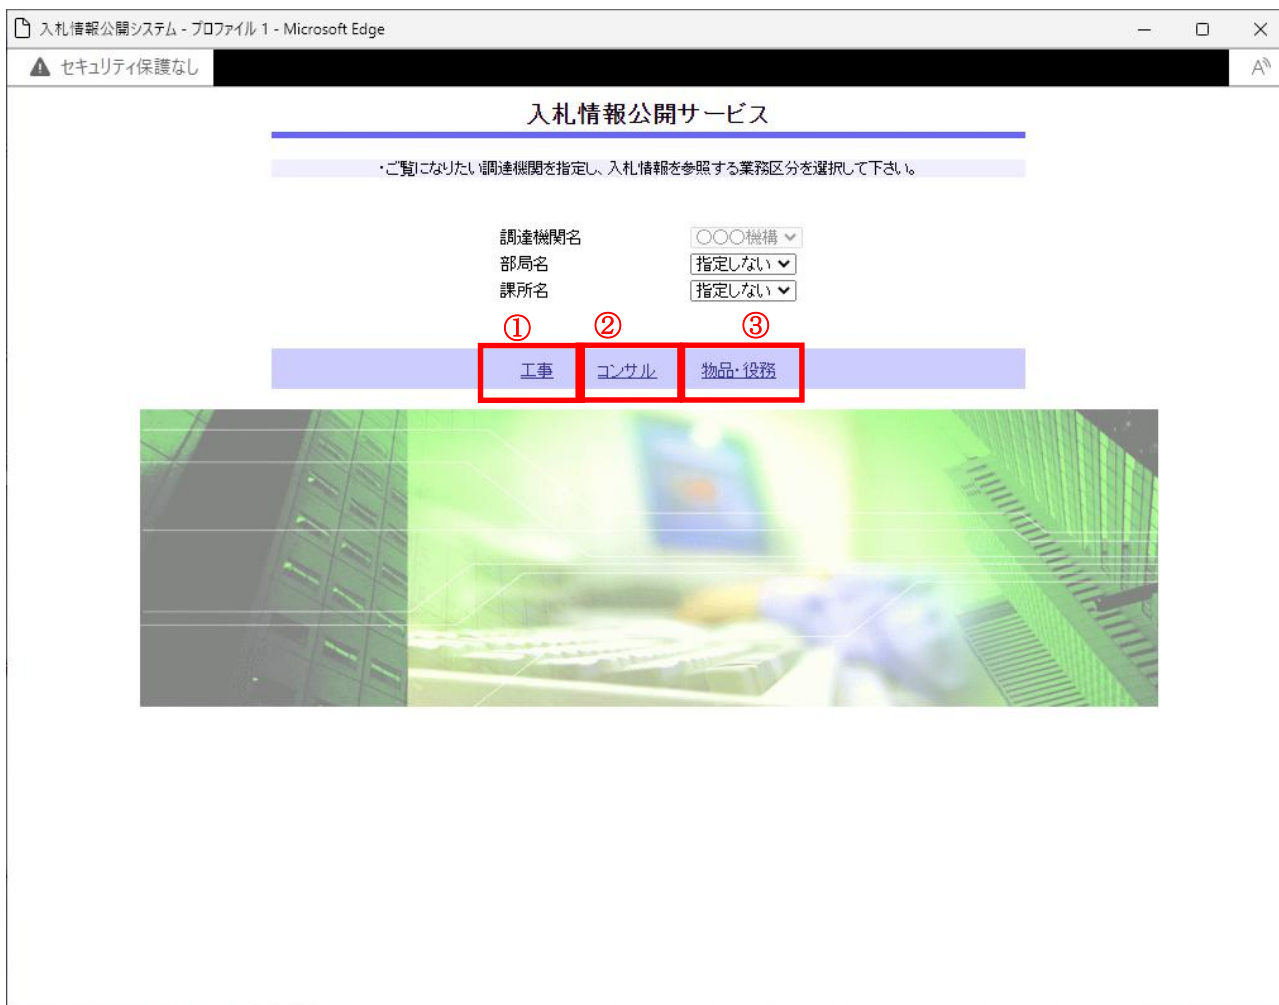 入札情報公開システム - プロファイル 1 - Microsoft Edge
セキュリティ保護なし
入札情報公開サービス
・ご覧になりたい調達機関を指定し、入札情報を参照する業務区分を選択して下さい。
調達機関名 〇〇〇機構
部局名 指定しない
課所名 指定しない
① ② ③
工事 コンサル 物品・役務